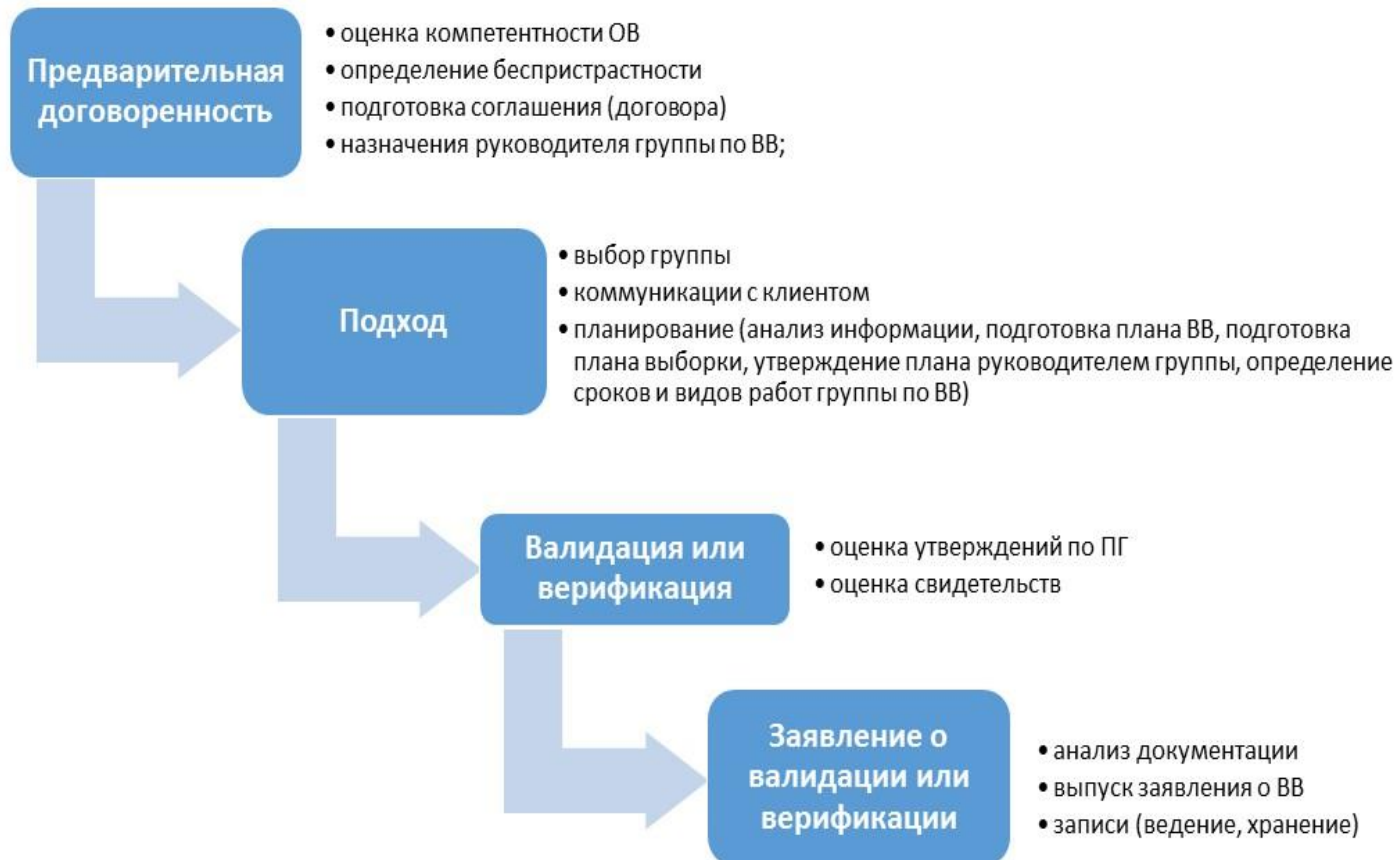 Предварительная
договоренность
• оценка компетентности ОВ
• определение беспристрастности
• подготовка соглашения (договора)
• назначения руководителя группы по ВВ;
Подход
• выбор группы
• коммуникации с клиентом
• планирование (анализ информации, подготовка плана ВВ, подготовка
плана выборки, утверждение плана руководителем группы, определение
сроков и видов работ группы по ВВ)
Валидация или
верификация
• оценка утверждений по ПГ
• оценка свидетельств
Заявление о
валидации или
верификации
• анализ документации
• выпуск заявления о ВВ
• записи (ведение, хранение)